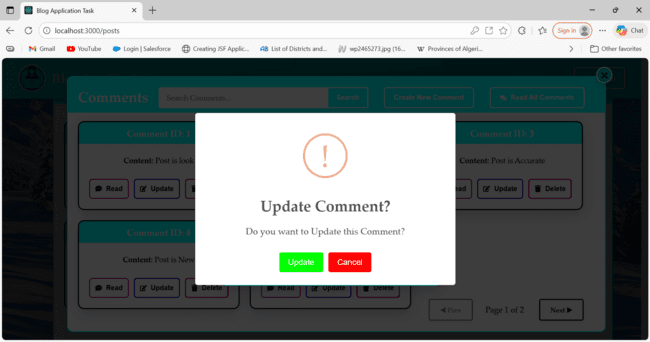 Blog Application Task
localhost:3000/posts
Sign in
Chat
Gmail
YouTube
Login | Salesforce
Creating JSF Applic...
List of Districts and...
wp2465273.jpg (16...
Provinces of Algeri...
Other favorites
Comments
Search Comments...
Search
Create New Comment
Read All Comments
Comment ID: 1
Comment ID: 3
Content: Post is look
Content: Post is Accurate
Read
Update
Update
Delete
!
Update Comment?
Do you want to Update this Comment?
Update
Cancel
Comment ID: 4
Content: Post is New
Read
Update
Delete
Read
Update
Delete
Prev
Page 1 of 2
Next